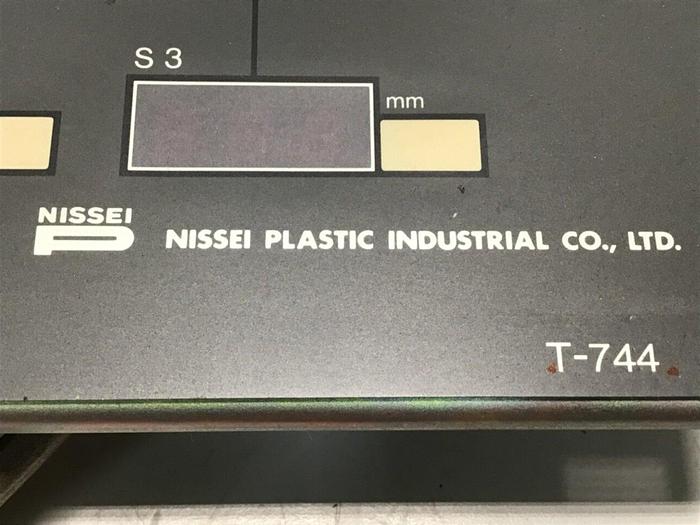 S 3
mm
NISSEI
NISSEI PLASTIC INDUSTRIAL CO., LTD.
T-744